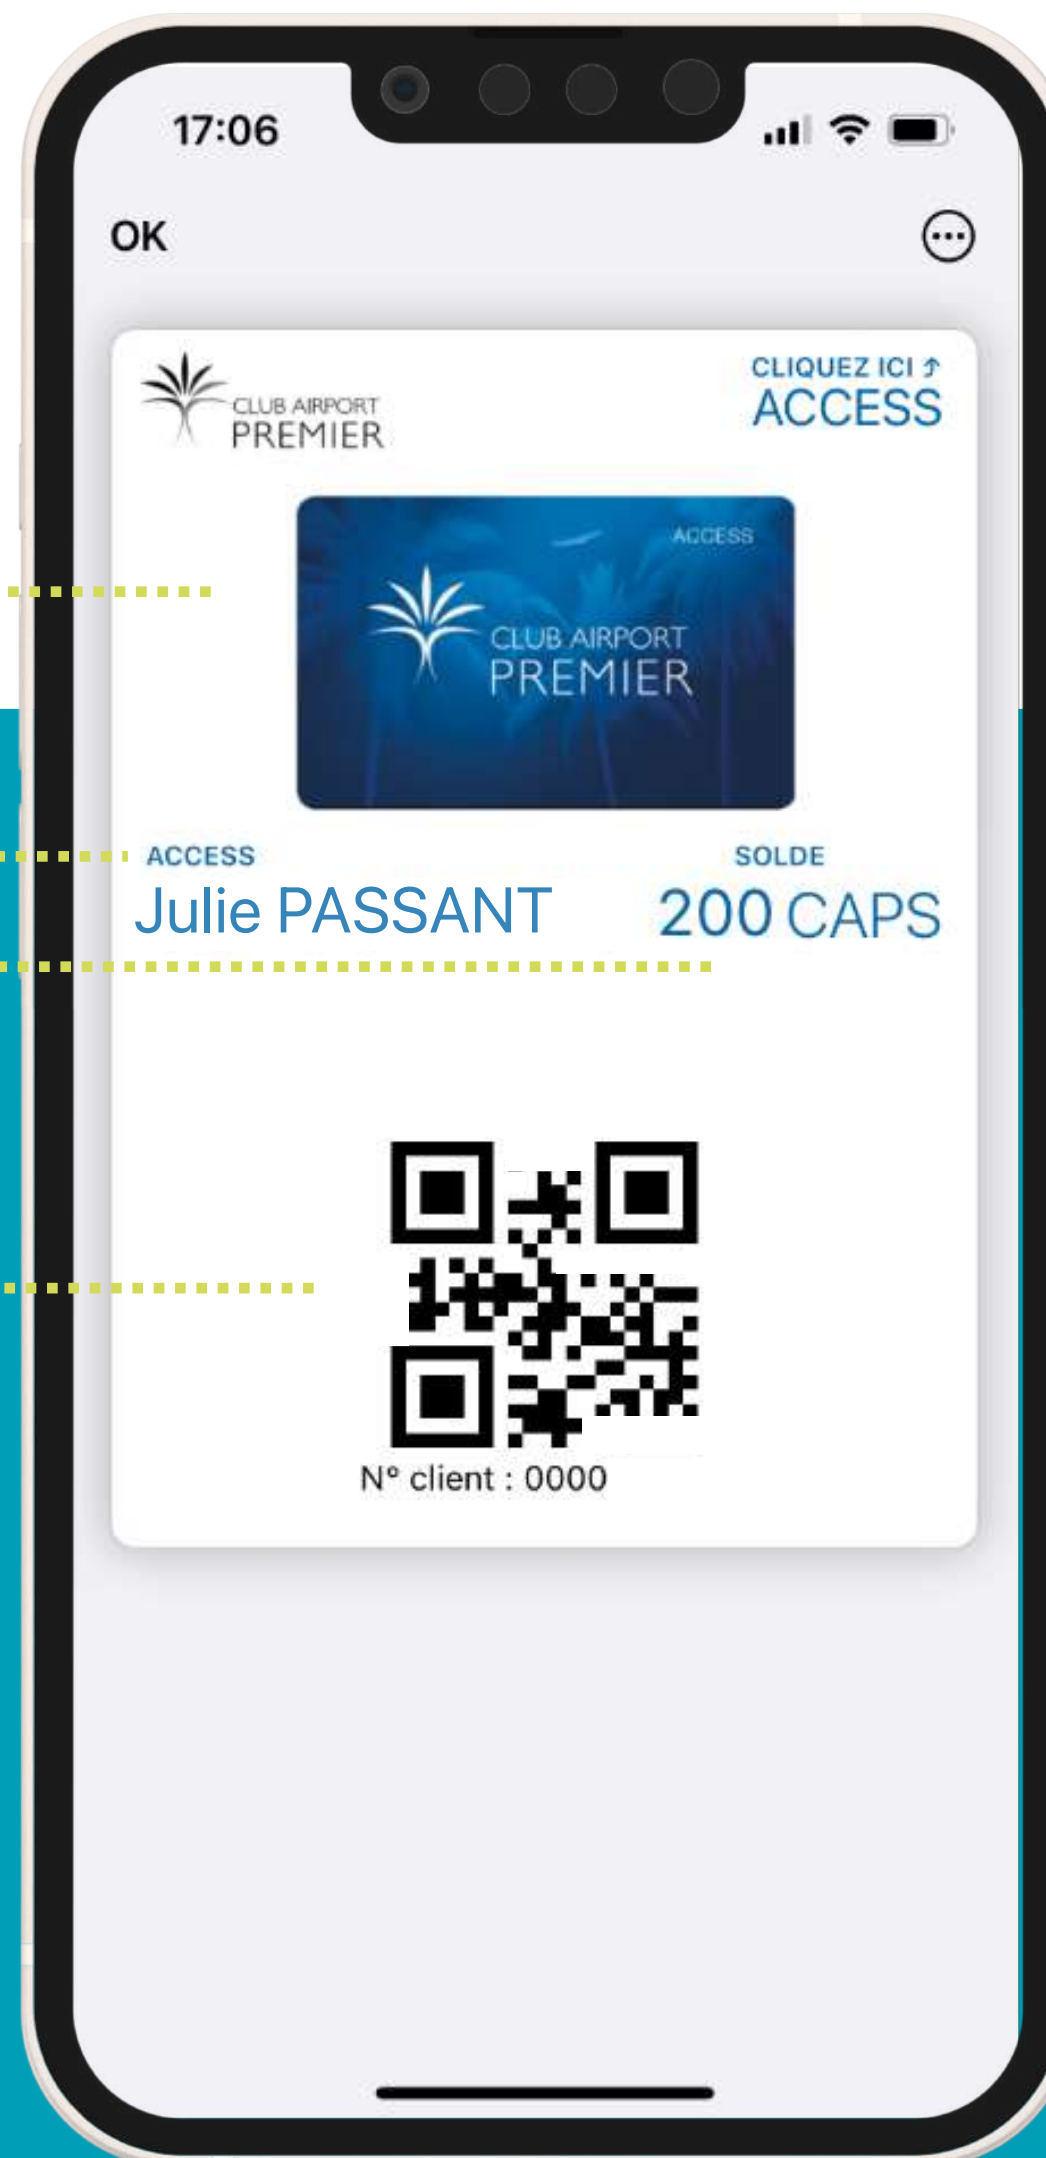 17:06
OK
CLUB AIRPORT
PREMIER
CLIQUEZ ICI ⤴
ACCESS
ACCESS
CLUB AIRPORT
PREMIER
ACCESS
Julie PASSANT
SOLDE
200 CAPS
N° client : 0000